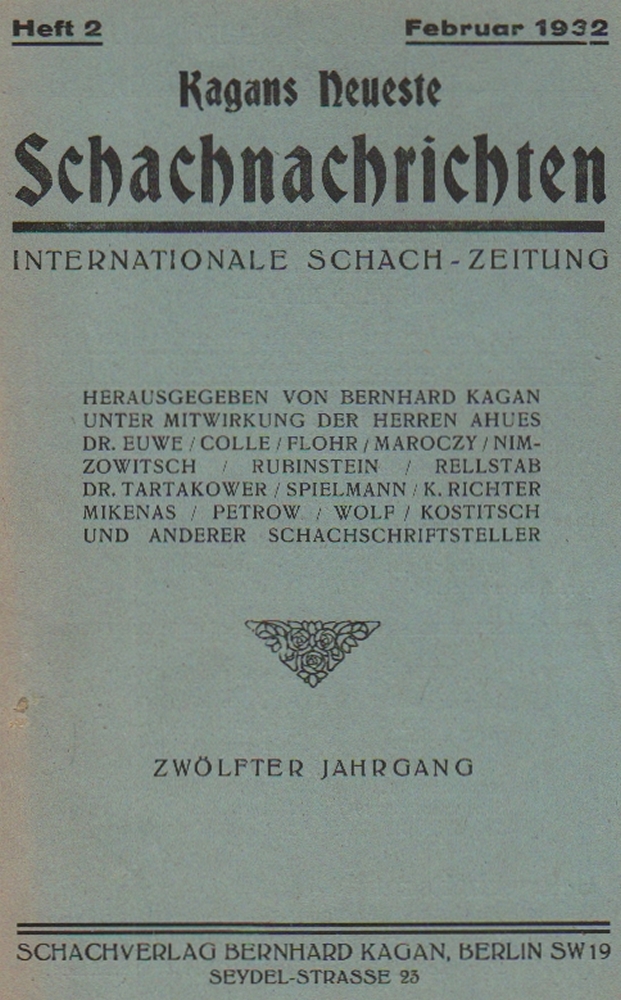 Heft 2 Februar 1932
Kagans Neueste
Schachnachrichten
INTERNATIONALE SCHACH-ZEITUNG
HERAUSGEGEBEN VON BERNHARD KAGAN
UNTER MITWIRKUNG DER HERREN AHUES
DR. EUWE / COLLE / FLOHR / MAROCZY / NIM-
ZOWITSCH / RUBINSTEIN / RELLSTAB
DR. TARTAKOWER / SPIELMANN / K. RICHTER
MIKENAS / PETROW / WOLF / KOSTITSCH
UND ANDERER SCHACHSCHRIFTSTELLER
ZWÖLFTER JAHRGANG
SCHACHVERLAG BERNHARD KAGAN, BERLIN SW 19
SEYDEL-STRASSE 23